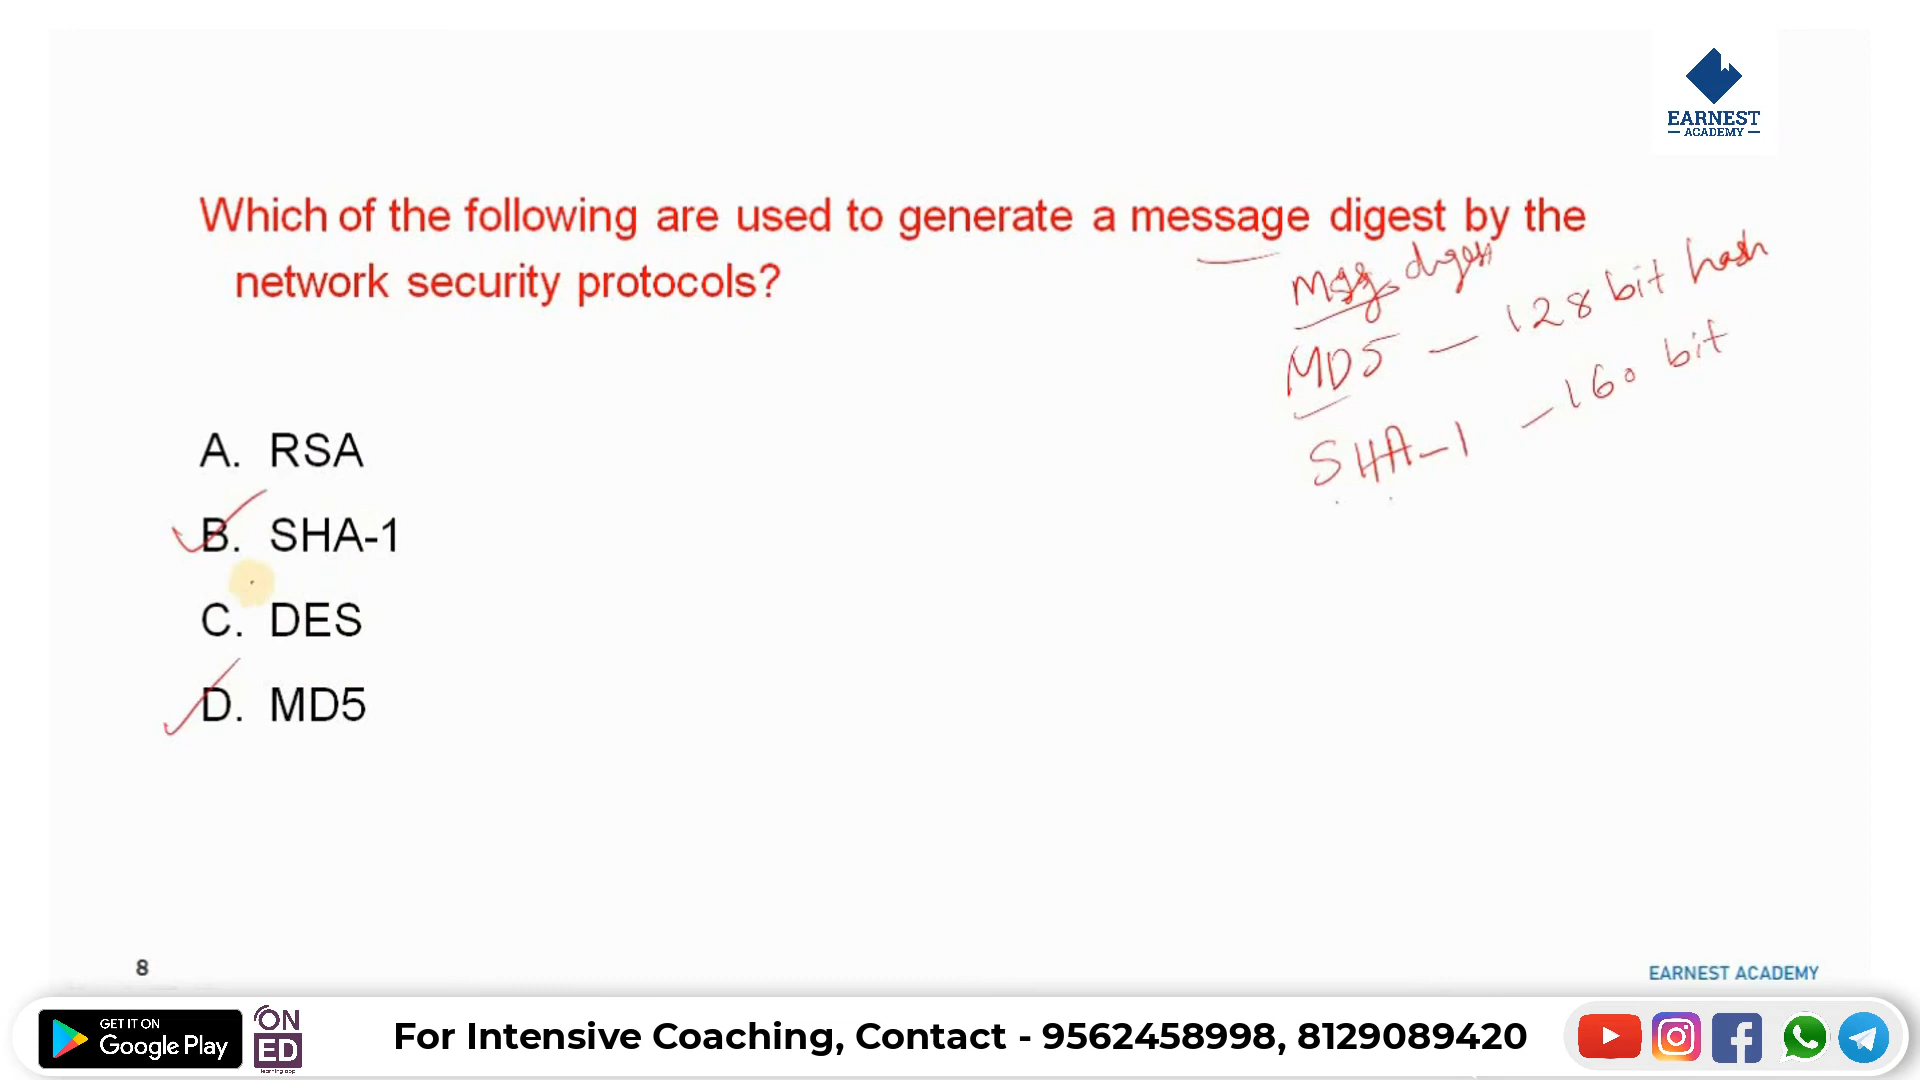 EARNEST
ACADEMY
Which of the following are used to generate a message digest by the
network security protocols?
Msg. digest
MD5 – 128 bit hash
SHA-1 – 160 bit
A. RSA
B. SHA-1
C. DES
D. MD5
8
EARNEST ACADEMY
GET IT ON
Google Play
ON
ED
learning app
For Intensive Coaching, Contact - 9562458998, 8129089420